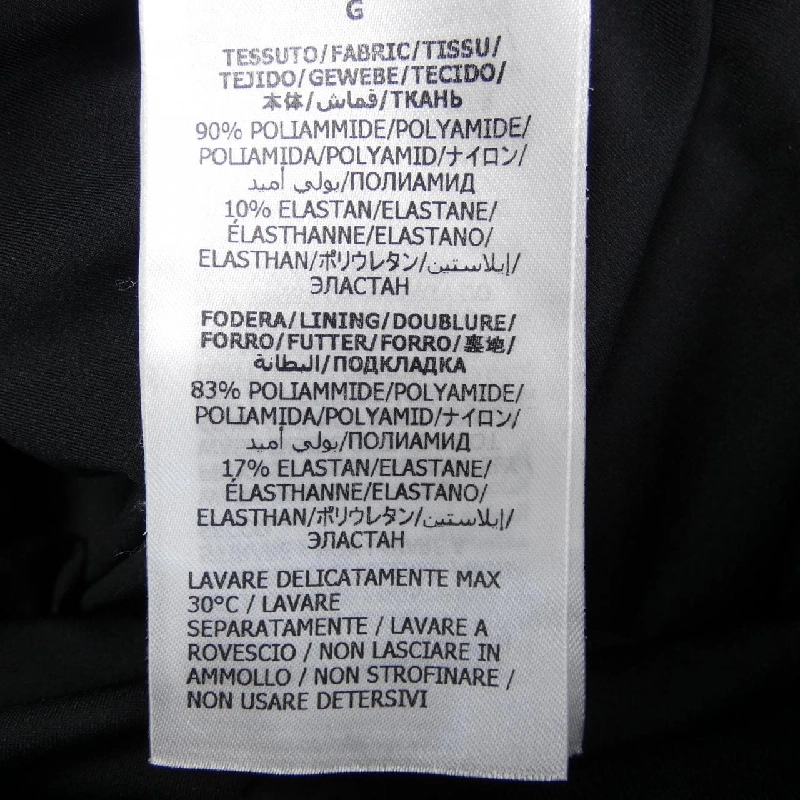 G
TESSUTO/FABRIC/TISSU/
TEJIDO/GEWEBE/TECIDO/
本体/قماش/ТКАНЬ
90% POLIAMMIDE/POLYAMIDE/
POLIAMIDA/POLYAMID/ナイロン/
بولي أميد/ПОЛИАМИД
10% ELASTAN/ELASTANE/
ÉLASTHANNE/ELASTANO/
ELASTHAN/ポリウレタン/إيلاستين/
ЭЛАСТАН
FODERA/LINING/DOUBLURE/
FORRO/FUTTER/FORRO/裏地/
البطانة/ПОДКЛАДКА
83% POLIAMMIDE/POLYAMIDE/
POLIAMIDA/POLYAMID/ナイロン/
بولي أميد/ПОЛИАМИД
17% ELASTAN/ELASTANE/
ÉLASTHANNE/ELASTANO/
ELASTHAN/ポリウレタン/إيلاستين/
ЭЛАСТАН
LAVARE DELICATAMENTE MAX
30°C / LAVARE
SEPARATAMENTE / LAVARE A
ROVESCIO / NON LASCIARE IN
AMMOLLO / NON STROFINARE /
NON USARE DETERSIVI